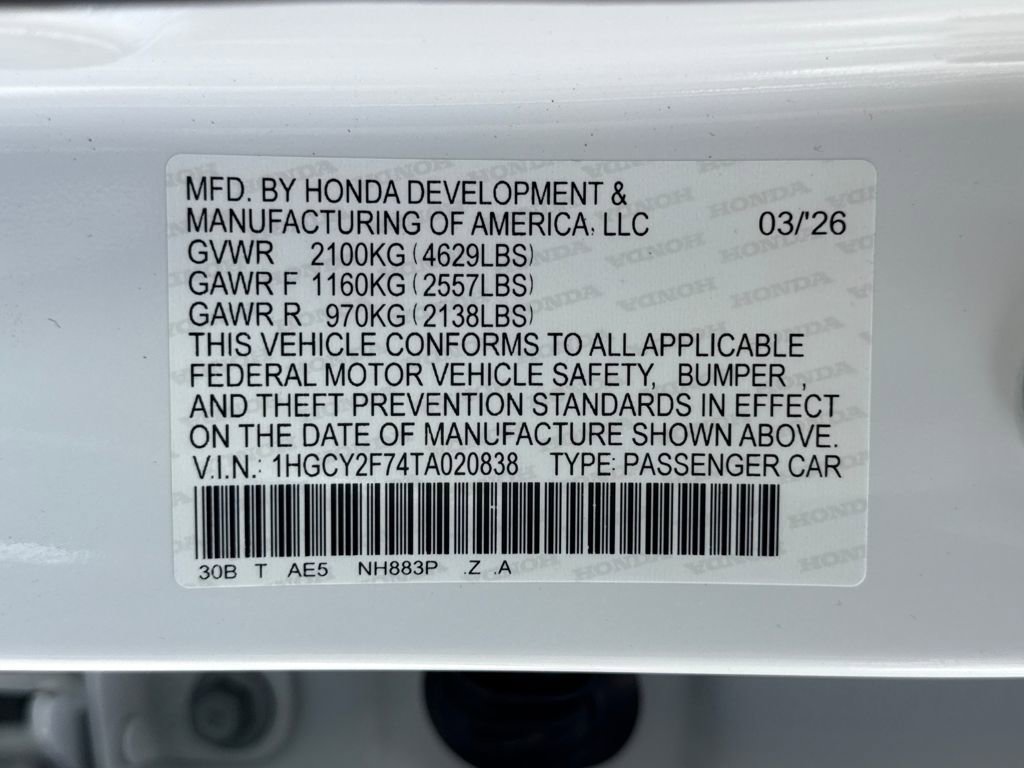 MFD. BY HONDA DEVELOPMENT &
MANUFACTURING OF AMERICA, LLC 03/'26
GVWR 2100KG (4629LBS)
GAWR F 1160KG (2557LBS)
GAWR R 970KG (2138LBS)
THIS VEHICLE CONFORMS TO ALL APPLICABLE
FEDERAL MOTOR VEHICLE SAFETY, BUMPER ,
AND THEFT PREVENTION STANDARDS IN EFFECT
ON THE DATE OF MANUFACTURE SHOWN ABOVE.
V.I.N.: 1HGCY2F74TA020838 TYPE: PASSENGER CAR
30B T AE5 NH883P .Z .A